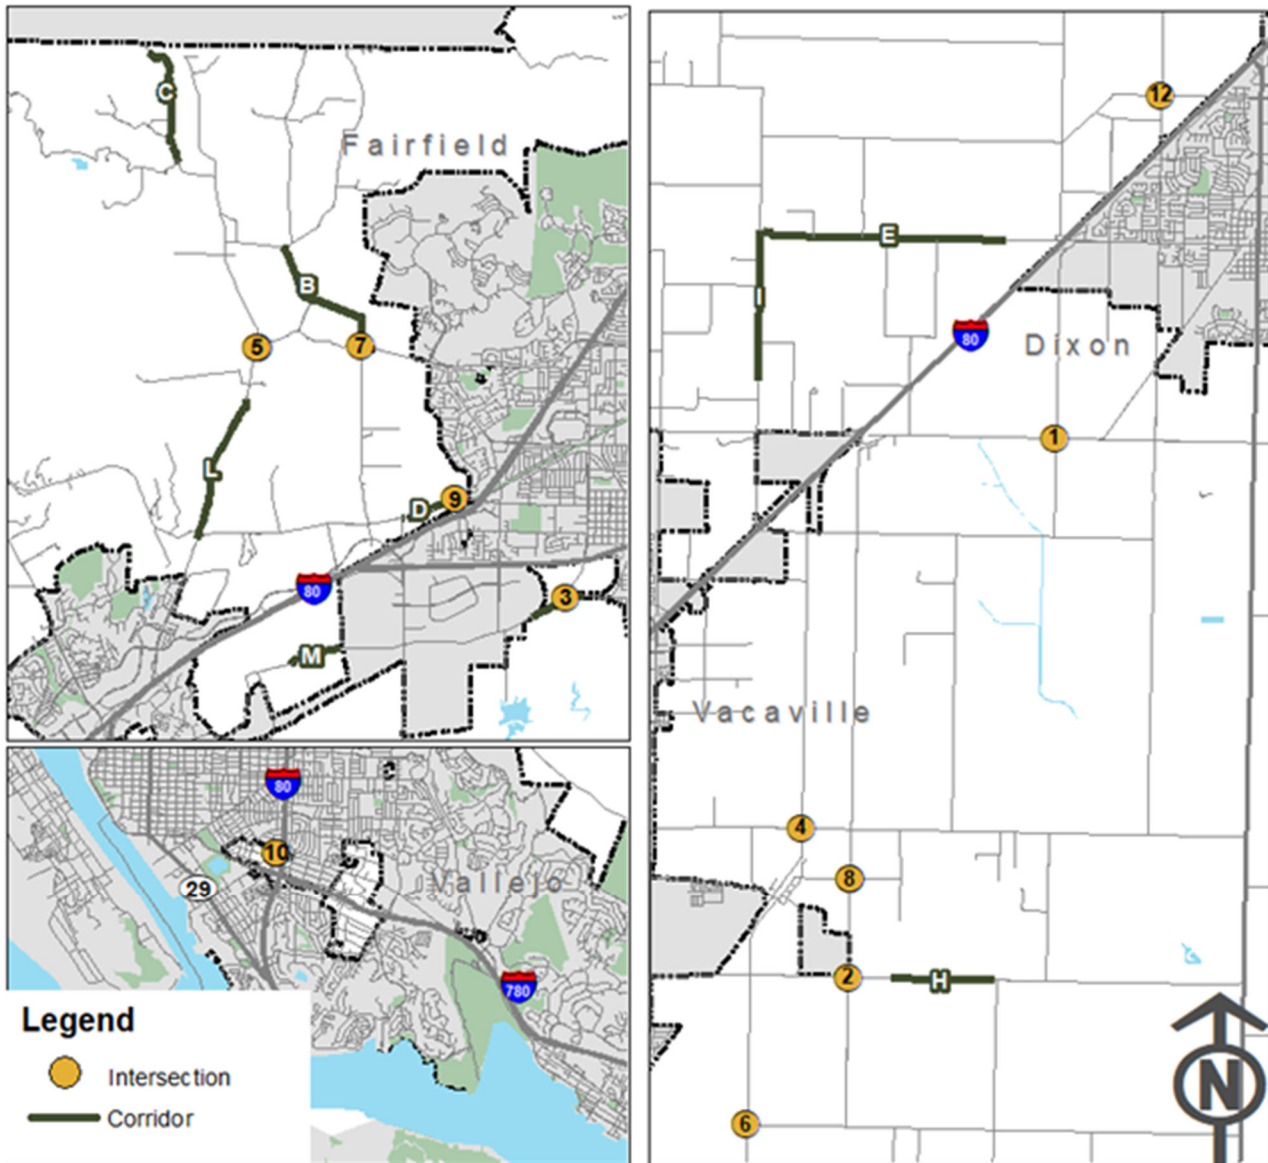 C
Fairfield
B
5
7
L
D
9
80
3
M
12
E
I
80
Dixon
1
Vacaville
4
8
2
H
6
N
80
10
29
Vallejo
780
Legend
Intersection
Corridor